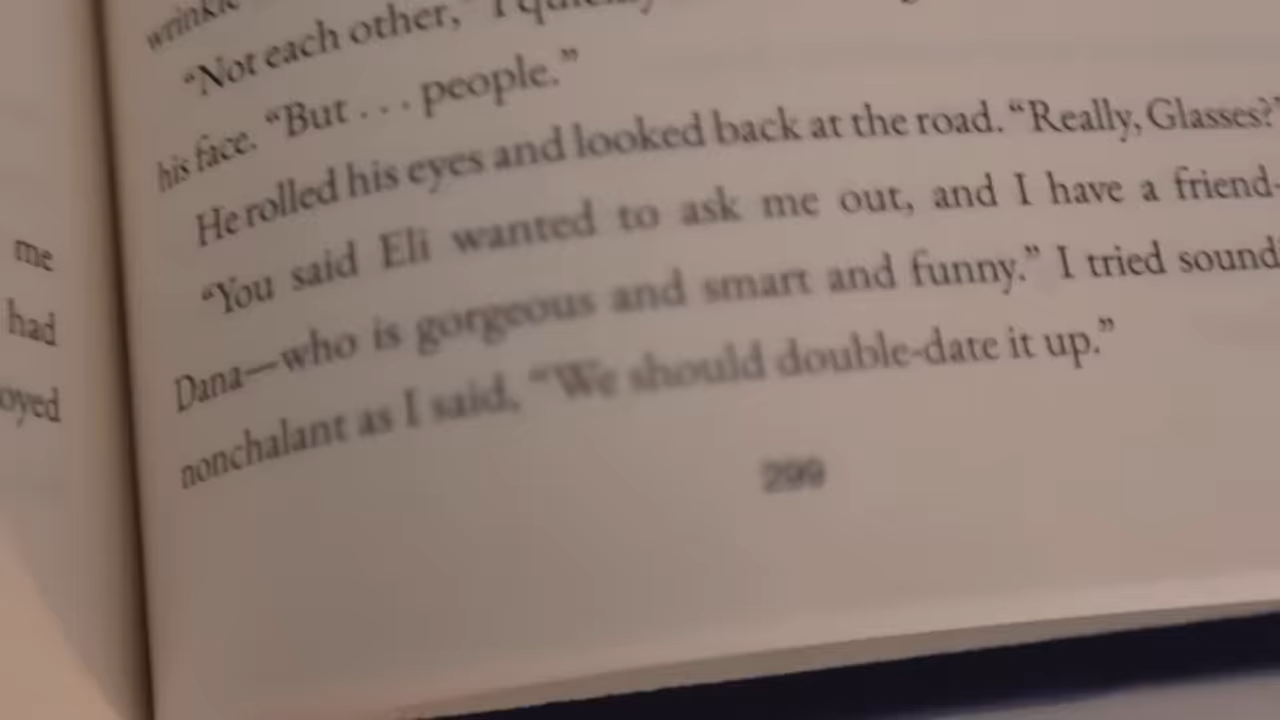 me
had
oyed
wrinkle
“Not each other,” I quickly
his face. “But . . . people.”
He rolled his eyes and looked back at the road. “Really, Glasses?”
“You said Eli wanted to ask me out, and I have a friend-
Dana—who is gorgeous and smart and funny.” I tried sound
nonchalant as I said, “We should double-date it up.”
299